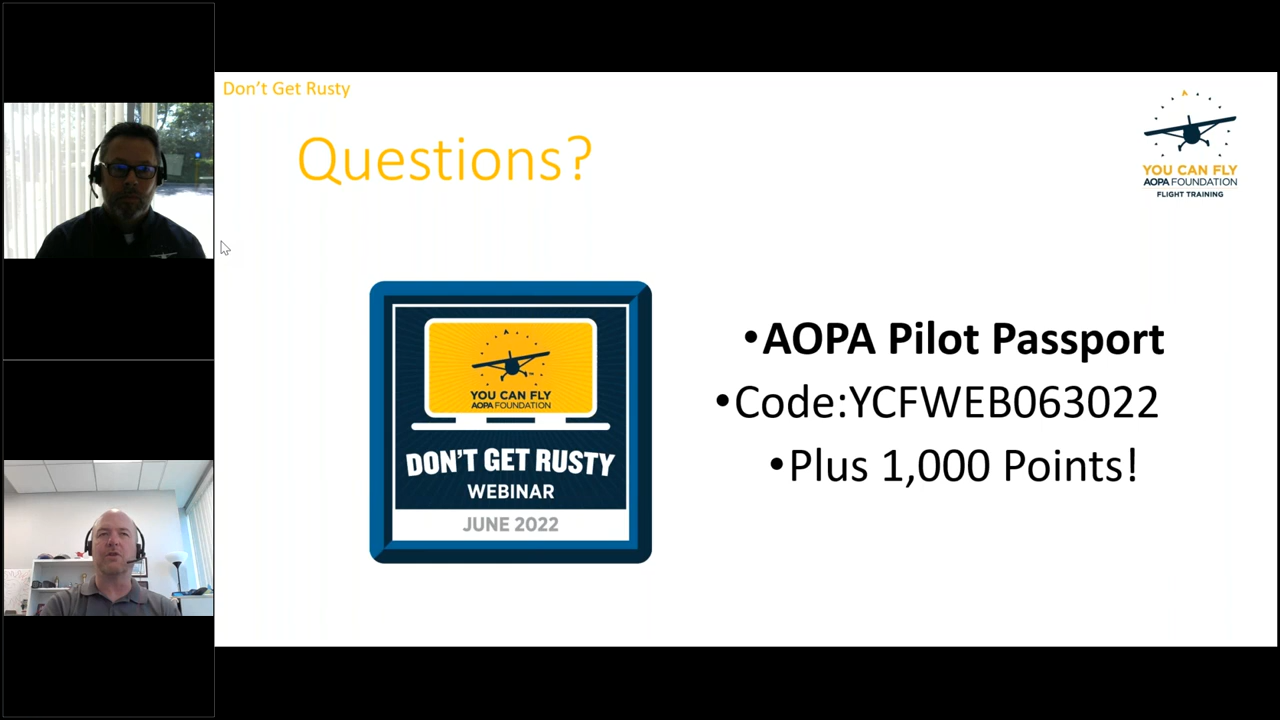 Don't Get Rusty
Questions?
YOU CAN FLY
AOPA FOUNDATION
FLIGHT TRAINING
YOU CAN FLY
AOPA FOUNDATION
DON'T GET RUSTY
WEBINAR
JUNE 2022
•AOPA Pilot Passport
•Code:YCFWEB063022
•Plus 1,000 Points!